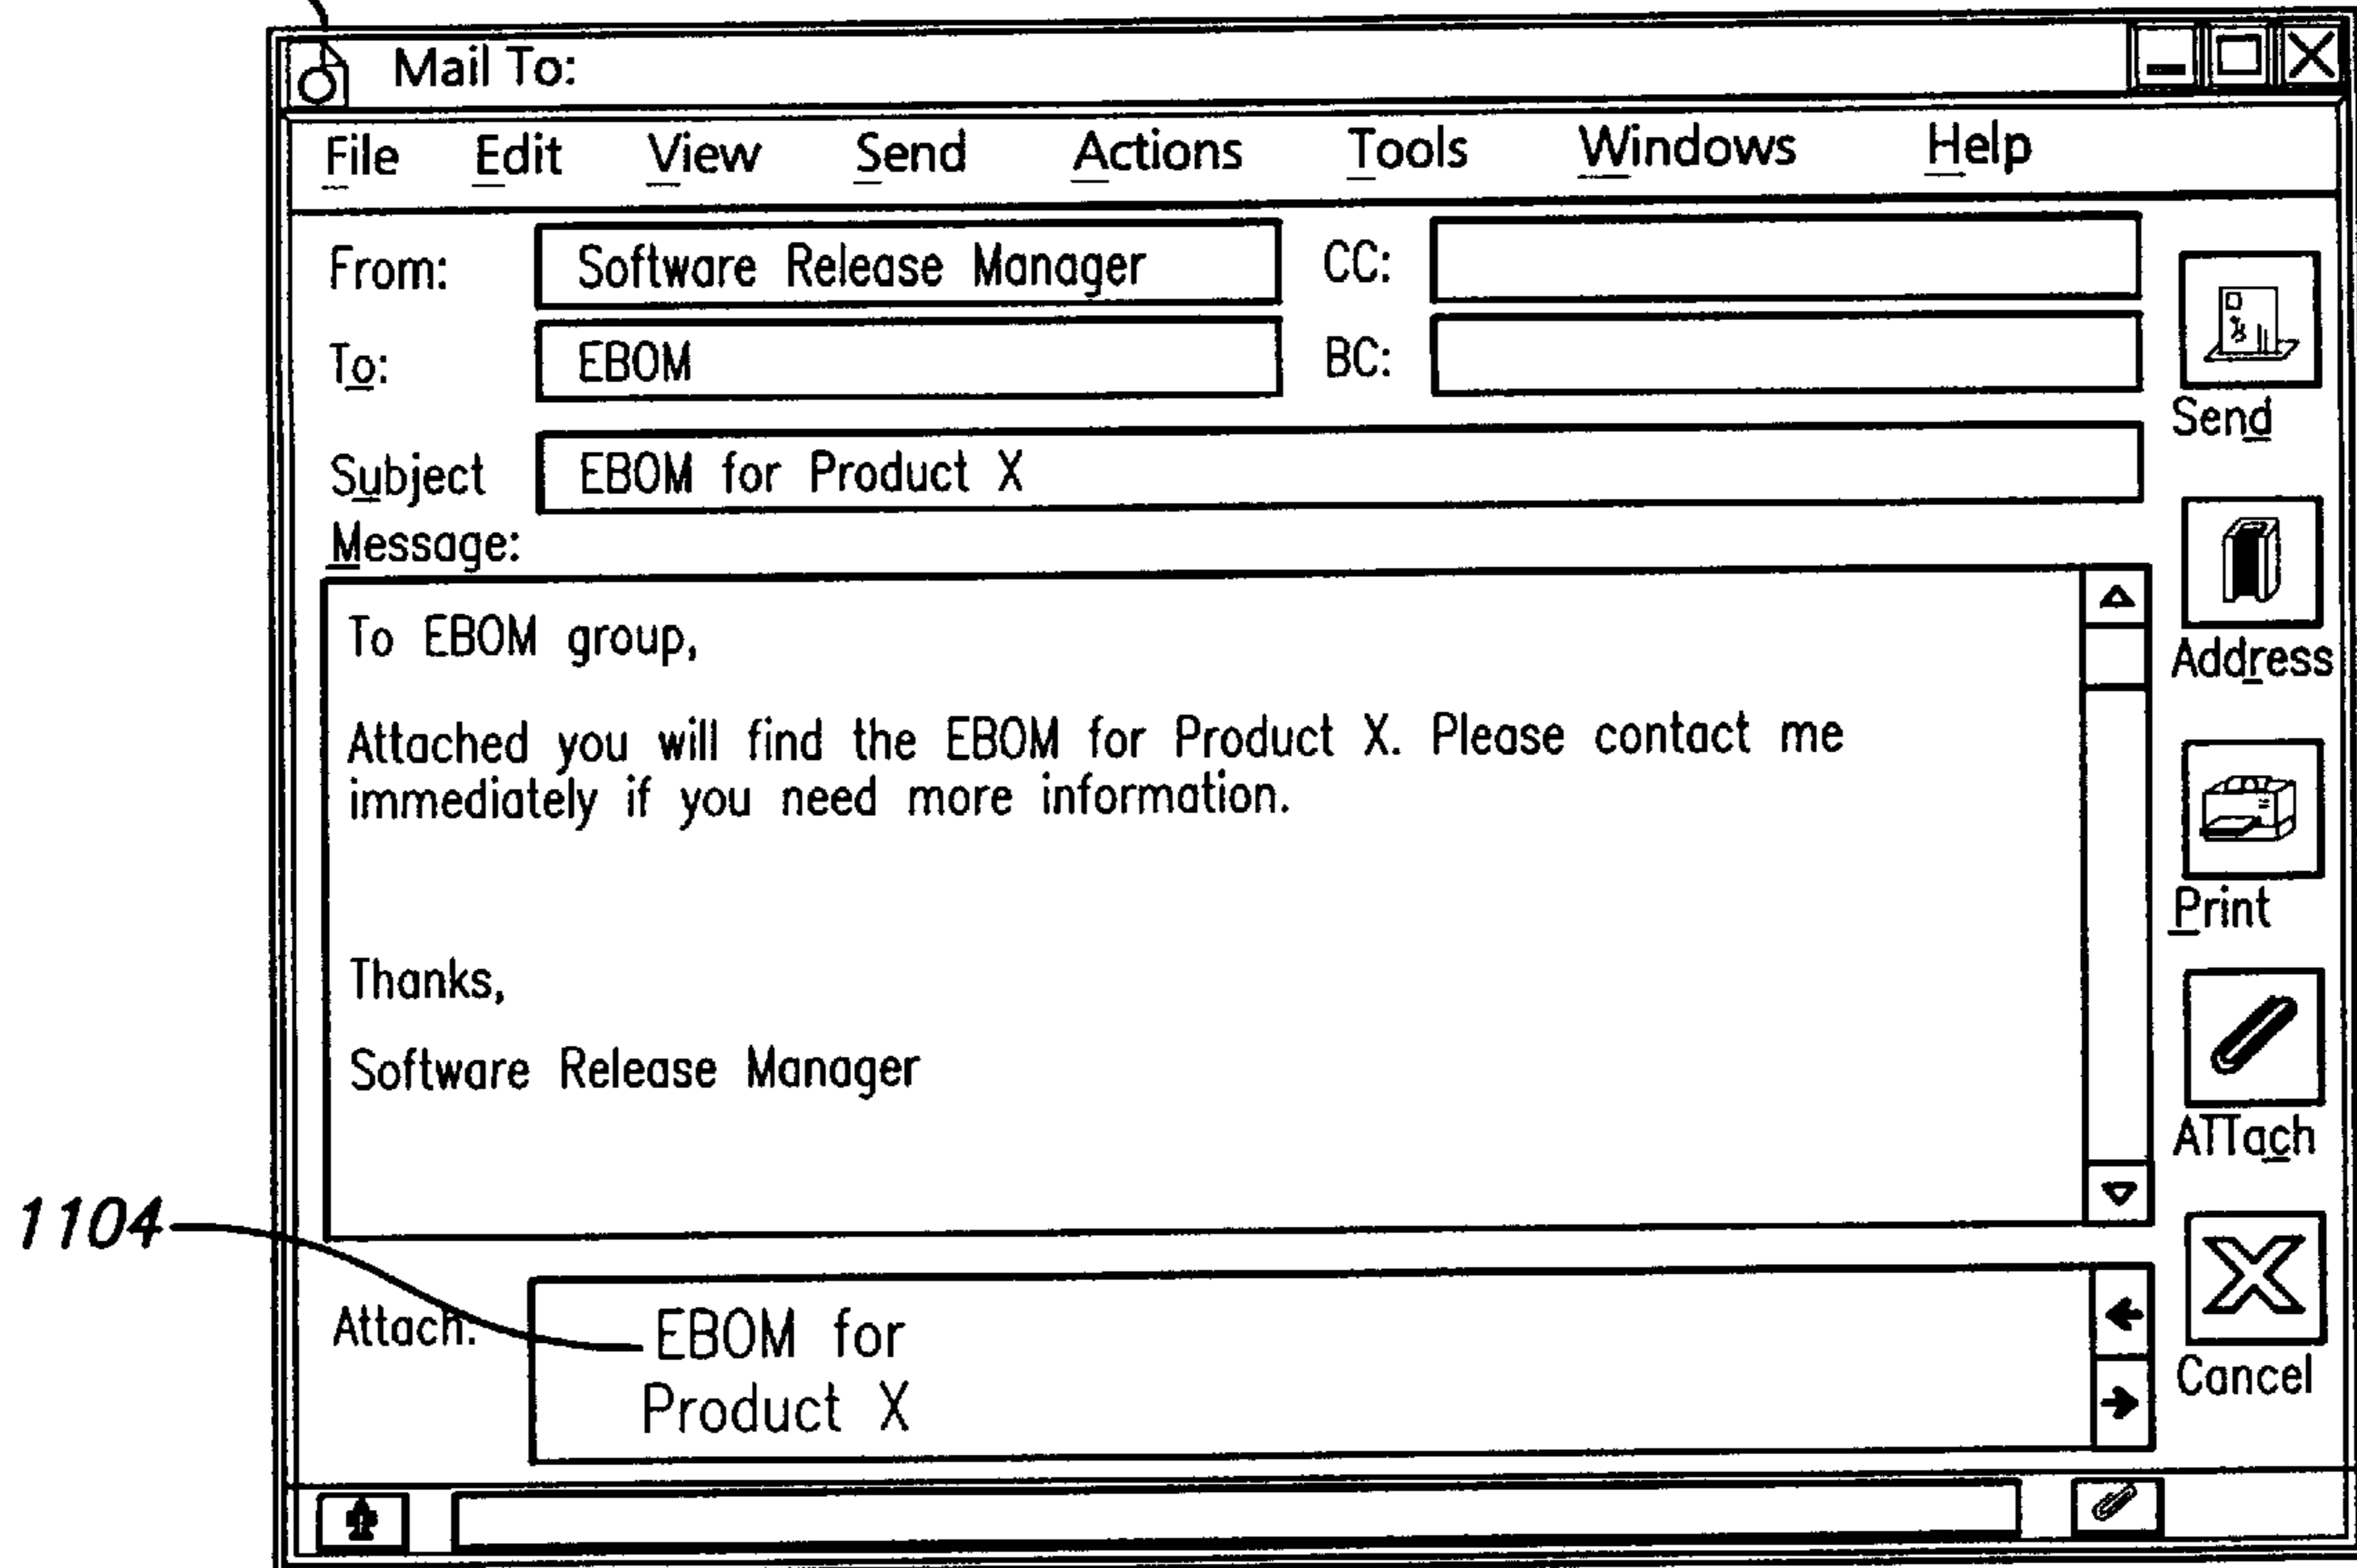 Mail To:
File Edit View Send Actions Tools Windows Help
From: Software Release Manager CC:
To: EBOM BC:
Send
Subject EBOM for Product X
Message:
To EBOM group,
Address
Attached you will find the EBOM for Product X. Please contact me
immediately if you need more information.
Print
Thanks,
Software Release Manager
ATTach
1104
Attach: EBOM for
Product X
Cancel